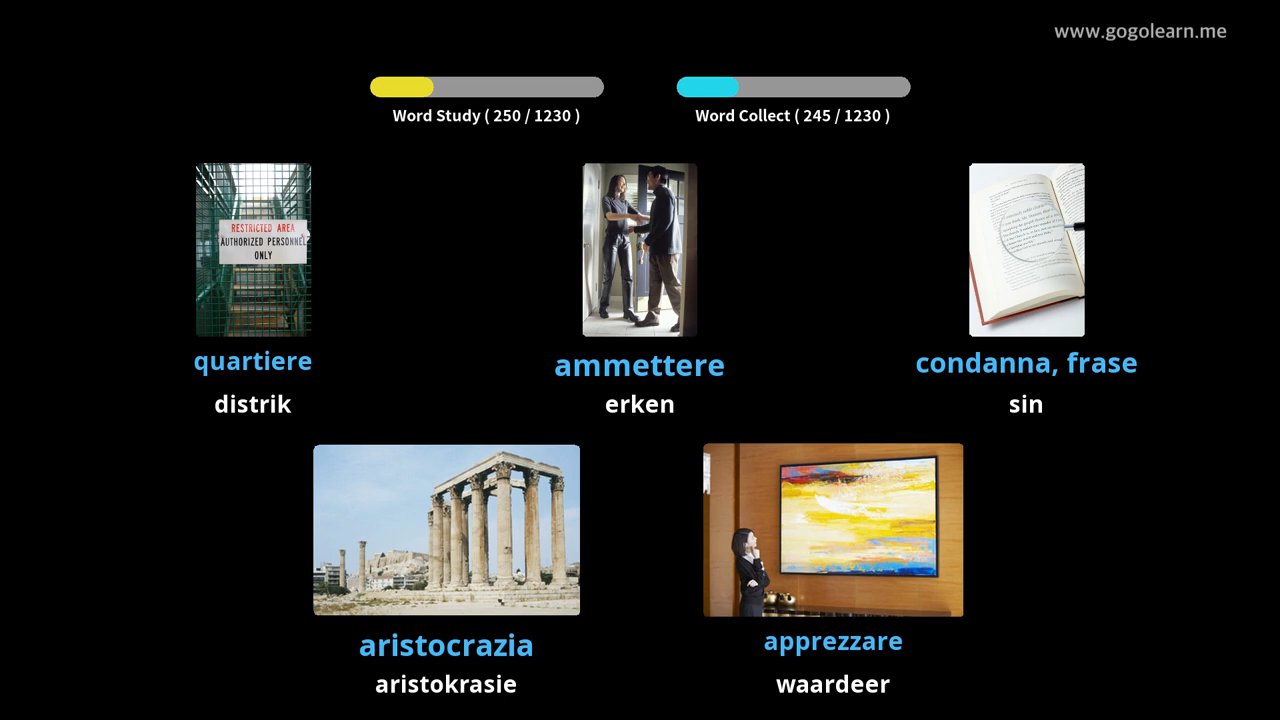 www.gogolearn.me
Word Study ( 250 / 1230 )
Word Collect ( 245 / 1230 )
RESTRICTED AREA
AUTHORIZED PERSONNEL
ONLY
quartiere
ammettere
condanna, frase
distrik
erken
sin
aristocrazia
apprezzare
aristokrasie
waardeer